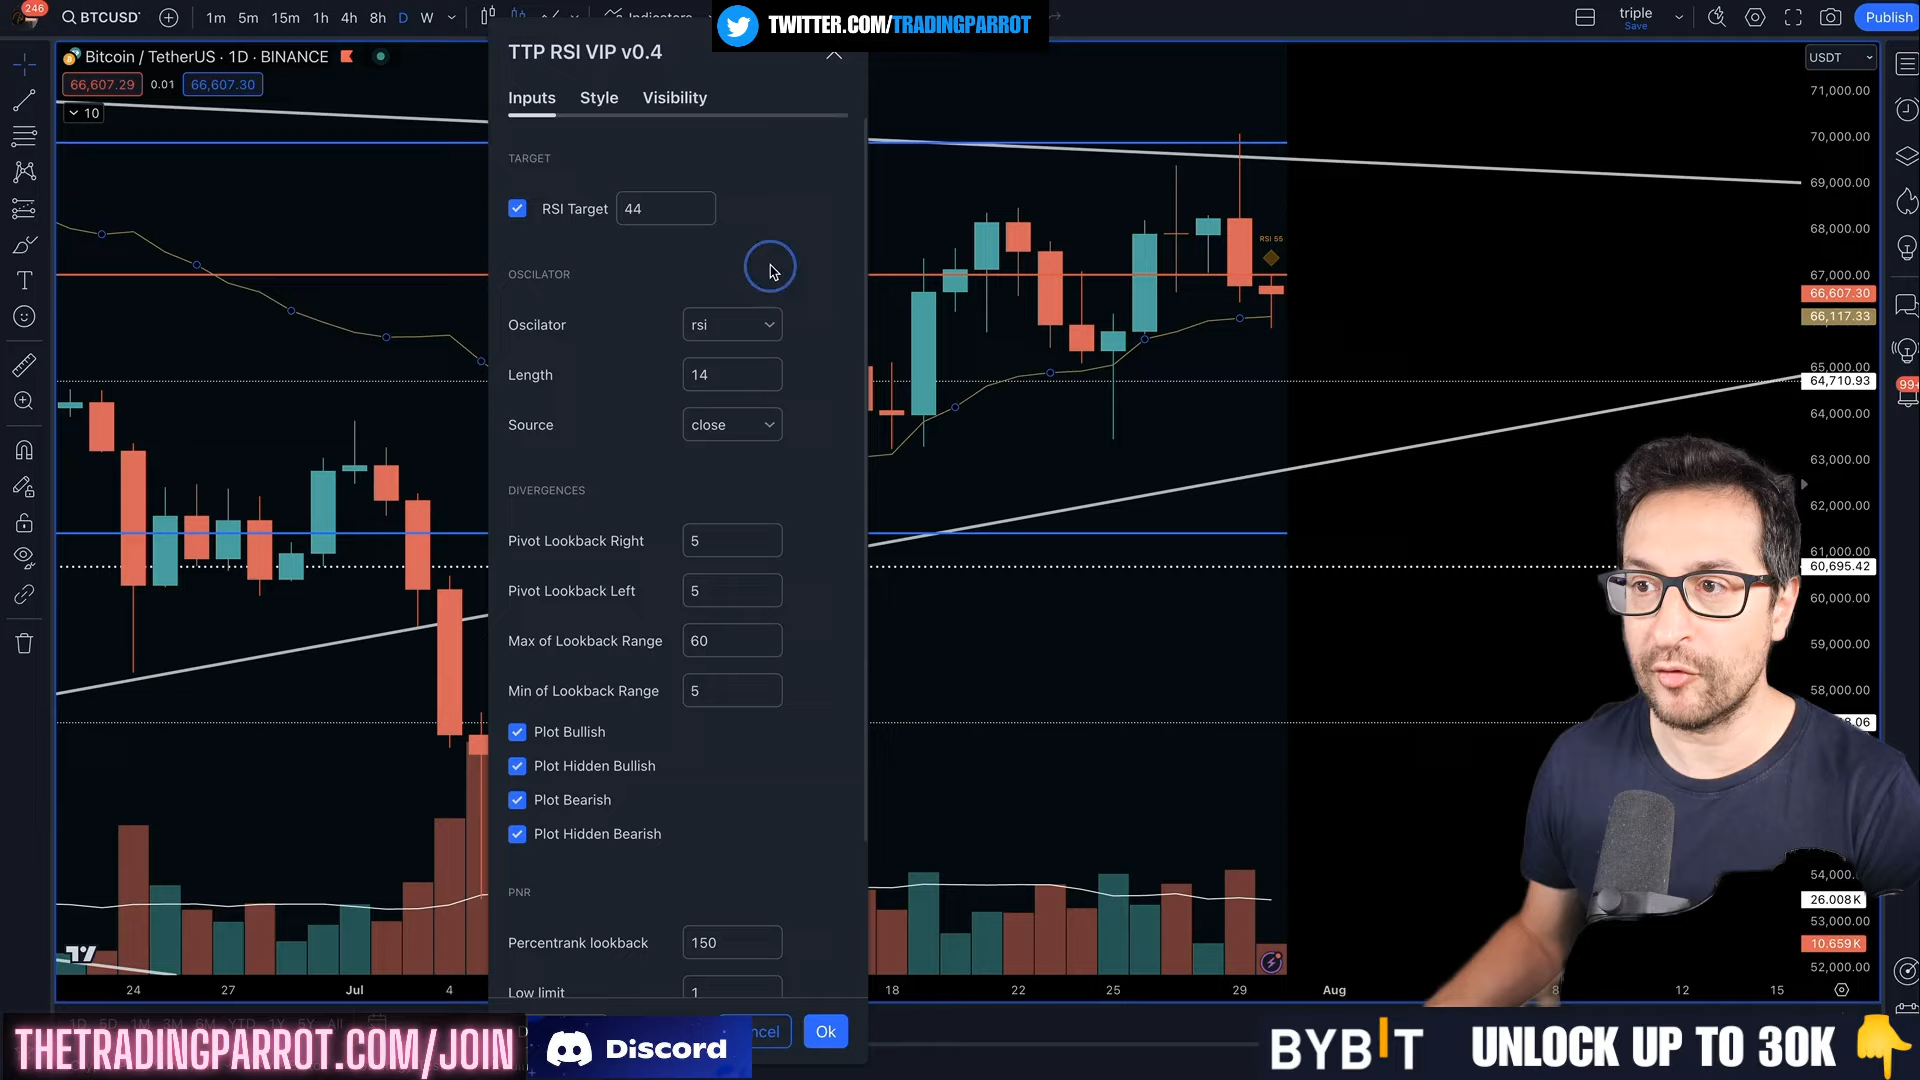 246
BTCUSDT
1m 5m 15m 1h 4h 8h D W
Indicators
TWITTER.COM/TRADINGPARROT
triple
Save
Publish
Bitcoin / TetherUS · 1D · BINANCE
66,607.29 0.01 66,607.30
10
TTP RSI VIP v0.4
Inputs Style Visibility
TARGET
RSI Target 44
OSCILATOR
Oscilator rsi
Length 14
Source close
DIVERGENCES
Pivot Lookback Right 5
Pivot Lookback Left 5
Max of Lookback Range 60
Min of Lookback Range 5
Plot Bullish
Plot Hidden Bullish
Plot Bearish
Plot Hidden Bearish
PNR
Percentrank lookback 150
Low limit 1
Ok
RSI 55
USDT
71,000.00
70,000.00
69,000.00
68,000.00
67,000.00
66,607.30
66,117.33
65,000.00
64,710.93
64,000.00
63,000.00
62,000.00
61,000.00
60,695.42
60,000.00
59,000.00
58,000.00
54,000.
26.008K
53,000.00
10.659K
52,000.00
99+
24 27 Jul 4 18 22 25 29 Aug 8 12 15
THETRADINGPARROT.COM/JOIN
Discord
BYBIT
UNLOCK UP TO 30K